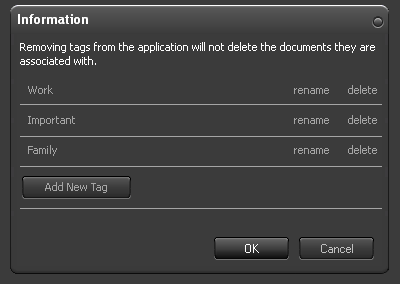 Information
Removing tags from the application will not delete the documents they are
associated with.
Work rename delete
Important rename delete
Family rename delete
Add New Tag
OK Cancel